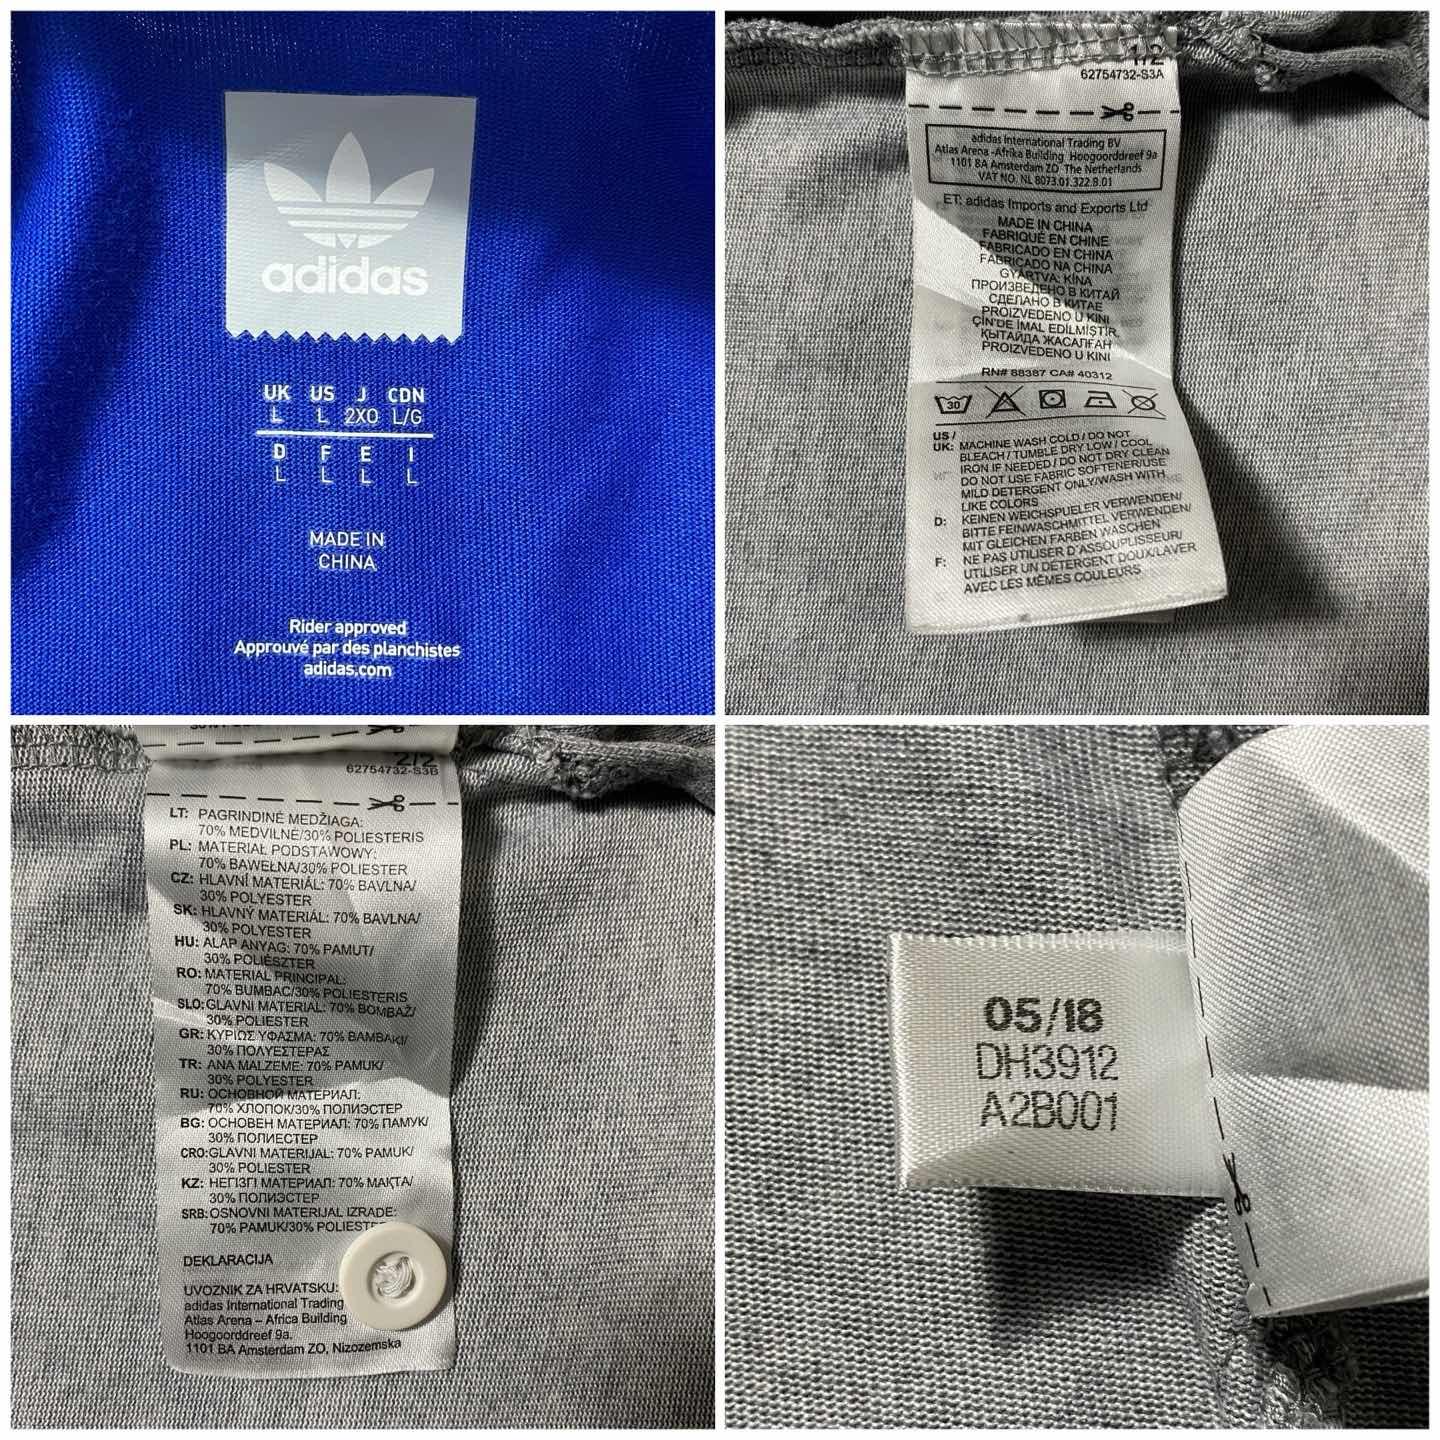 adidas
UK US J CDN
L L 2XO L/G
D F E I
L L L L
MADE IN
CHINA
Rider approved
Approuvé par des planchistes
adidas.com
1/2
62754732-S3A
adidas International Trading BV
Atlas Arena -Afrika Building Hoogoorddreef 9a
1101 BA Amsterdam ZO The Netherlands
VAT NO. NL 8073.01.322.B.01
ET: adidas Imports and Exports Ltd
MADE IN CHINA
FABRIQUÉ EN CHINE
FABRICADO EN CHINA
FABRICADO NA CHINA
GYÁRTVA: KÍNA
ПРОИЗВЕДЕНО В КИТАЙ
СДЕЛАНО В КИТАЕ
PROIZVEDENO U KINI
ÇİN'DE İMAL EDİLMİŞTİR.
ҚЫТАЙДА ЖАСАЛҒАН
PROIZVEDENO U KINI
RN# 88387 CA# 40312
30
US /
UK: MACHINE WASH COLD / DO NOT
BLEACH / TUMBLE DRY LOW / COOL
IRON IF NEEDED / DO NOT DRY CLEAN
DO NOT USE FABRIC SOFTENER/USE
MILD DETERGENT ONLY/WASH WITH
LIKE COLORS
D: KEINEN WEICHSPUELER VERWENDEN/
BITTE FEINWASCHMITTEL VERWENDEN/
MIT GLEICHEN FARBEN WASCHEN
F: NE PAS UTILISER D'ASSOUPLISSEUR/
UTILISER UN DETERGENT DOUX/LAVER
AVEC LES MÊMES COULEURS
2/2
62754732-S3B
LT: PAGRINDINĖ MEDŽIAGA:
70% MEDVILNĖ/30% POLIESTERIS
PL: MATERIAŁ PODSTAWOWY:
70% BAWEŁNA/30% POLIESTER
CZ: HLAVNÍ MATERIÁL: 70% BAVLNA/
30% POLYESTER
SK: HLAVNÝ MATERIÁL: 70% BAVLNA/
30% POLYESTER
HU: ALAP ANYAG: 70% PAMUT/
30% POLIÉSZTER
RO: MATERIAL PRINCIPAL:
70% BUMBAC/30% POLIESTERIS
SLO: GLAVNI MATERIAL: 70% BOMBAŽ/
30% POLIESTER
GR: ΚΥΡΙΩΣ ΥΦΑΣΜΑ: 70% ΒΑΜΒΑΚΙ/
30% ΠΟΛΥΕΣΤΕΡΑΣ
TR: ANA MALZEME: 70% PAMUK/
30% POLYESTER
RU: ОСНОВНОЙ МАТЕРИАЛ:
70% ХЛОПОК/30% ПОЛИЭСТЕР
BG: ОСНОВЕН МАТЕРИАЛ: 70% ПАМУК/
30% ПОЛИЕСТЕР
CRO: GLAVNI MATERIJAL: 70% PAMUK/
30% POLIESTER
KZ: НЕГІЗГІ МАТЕРИАЛ: 70% МАҚТА/
30% ПОЛИЭСТЕР
SRB: OSNOVNI MATERIJAL IZRADE:
70% PAMUK/30%
DEKLARACIJA
UVOZNIK ZA HRVATSKU:
adidas International Trading
Atlas Arena – Africa Building
Hoogoorddreef 9a.
1101 BA Amsterdam ZO, Nizozemska
05/18
DH3912
A2B001